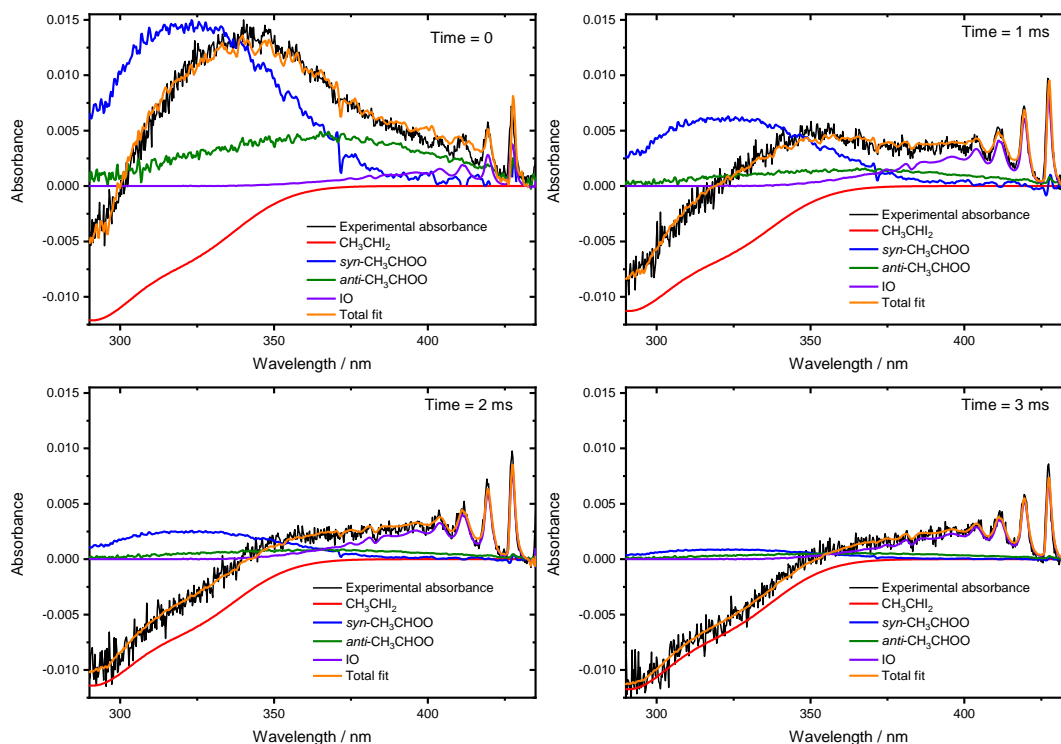 Time = 0
Absorbance
0.015
0.010
0.005
0.000
-0.005
-0.010
Experimental absorbance
CH₃CHI₂
syn-CH₃CHOO
anti-CH₃CHOO
IO
Total fit
300 350 400
Wavelength / nm
Time = 1 ms
Absorbance
0.015
0.010
0.005
0.000
-0.005
-0.010
Experimental absorbance
CH₃CHI₂
syn-CH₃CHOO
anti-CH₃CHOO
IO
Total fit
300 350 400
Wavelength / nm
Time = 2 ms
Absorbance
0.015
0.010
0.005
0.000
-0.005
-0.010
Experimental absorbance
CH₃CHI₂
syn-CH₃CHOO
anti-CH₃CHOO
IO
Total fit
300 350 400
Wavelength / nm
Time = 3 ms
Absorbance
0.015
0.010
0.005
0.000
-0.005
-0.010
Experimental absorbance
CH₃CHI₂
syn-CH₃CHOO
anti-CH₃CHOO
IO
Total fit
300 350 400
Wavelength / nm